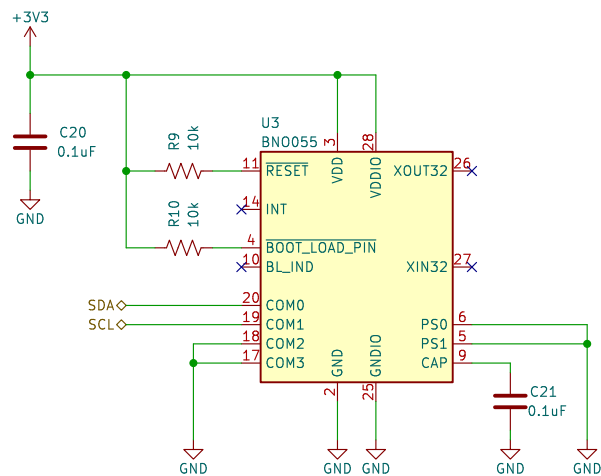 +3V3
C20
0.1uF
GND
R9
10k
R10
10k
U3
BNO055
3
VDD
28
VDDIO
11
RESET
14
INT
4
BOOT_LOAD_PIN
10
BL_IND
SDA
20
COM0
SCL
19
COM1
18
COM2
17
COM3
XOUT32
26
XIN32
27
PS0
6
PS1
5
CAP
9
GND
2
GNDIO
25
C21
0.1uF
GND
GND
GND
GND
GND